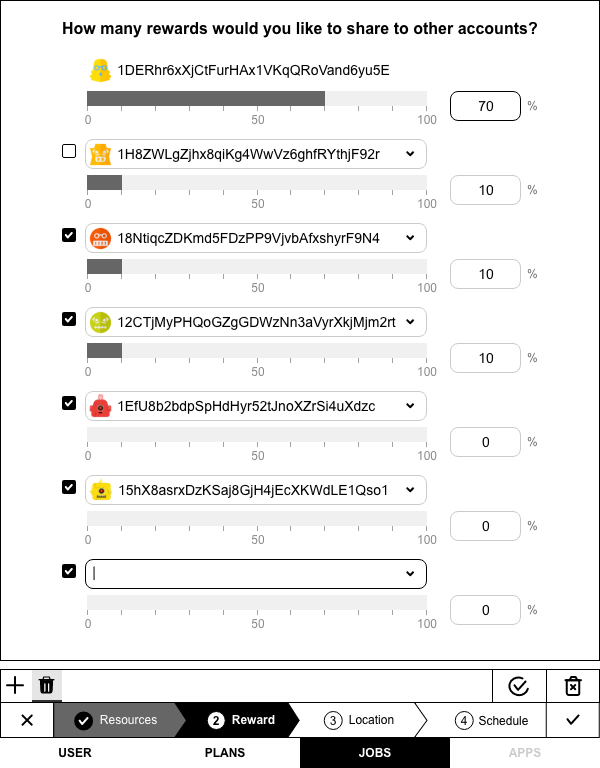 How many rewards would you like to share to other accounts?
1DERhr6xXjCtFurHAx1VKqQRoVand6yu5E
0 50 100 70 %
1H8ZWLgZjhx8qiKg4WwVz6ghfRYthjF92r
0 50 100 10 %
18NtiqcZDKmd5FDzPP9VjvbAfxshyrF9N4
0 50 100 10 %
12CTjMyPHQoGZgGDWzNn3aVyrXkjMjm2rt
0 50 100 10 %
1EfU8b2bdpSpHdHyr52tJnoXZrSi4uXdzc
0 50 100 0 %
15hX8asrxDzKSaj8GjH4jEcXKWdLE1Qso1
0 50 100 0 %
0 50 100 0 %
Resources 2 Reward 3 Location 4 Schedule
USER PLANS JOBS APPS